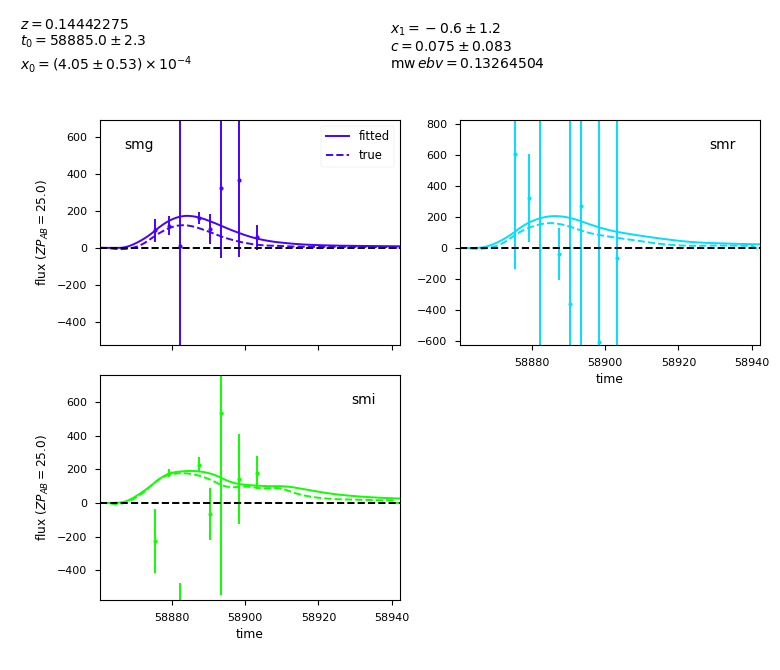 z = 0.14442275
t₀ = 58885.0 ± 2.3
x₀ = (4.05 ± 0.53) × 10⁻⁴
x₁ = −0.6 ± 1.2
c = 0.075 ± 0.083
mw ebv = 0.13264504
smg
fitted
true
flux (ZP_AB = 25.0)
600
400
200
0
−200
−400
smr
800
600
400
200
0
−200
−400
−600
58880 58900 58920 58940
time
smi
flux (ZP_AB = 25.0)
600
400
200
0
−200
−400
58880 58900 58920 58940
time